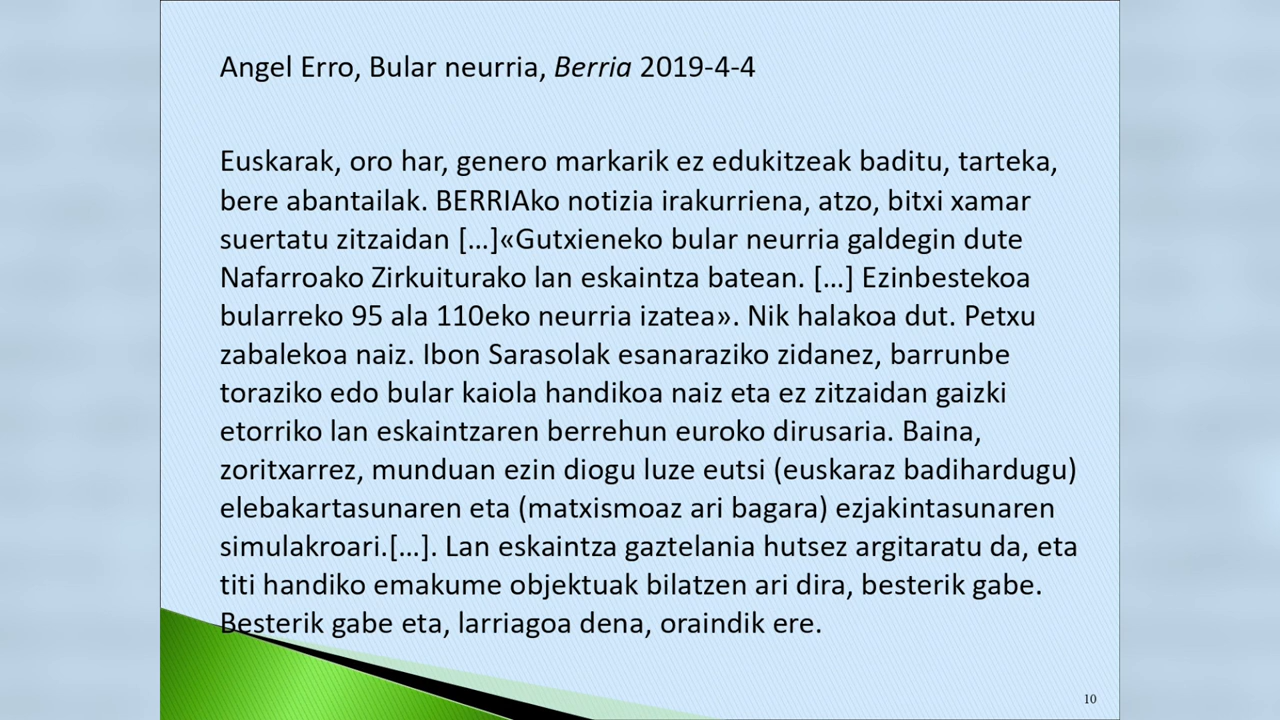 Angel Erro, Bular neurria, Berria 2019-4-4
Euskarak, oro har, genero markarik ez edukitzeak baditu, tarteka,
bere abantailak. BERRIAko notizia irakurriena, atzo, bitxi xamar
suertatu zitzaidan […]«Gutxieneko bular neurria galdegin dute
Nafarroako Zirkuiturako lan eskaintza batean. […] Ezinbestekoa
bularreko 95 ala 110eko neurria izatea». Nik halakoa dut. Petxu
zabalekoa naiz. Ibon Sarasolak esanaraziko zidanez, barrunbe
toraziko edo bular kaiola handikoa naiz eta ez zitzaidan gaizki
etorriko lan eskaintzaren berrehun euroko dirusaria. Baina,
zoritxarrez, munduan ezin diogu luze eutsi (euskaraz badihardugu)
elebakartasunaren eta (matxismoaz ari bagara) ezjakintasunaren
simulakroari.[…]. Lan eskaintza gaztelania hutsez argitaratu da, eta
titi handiko emakume objektuak bilatzen ari dira, besterik gabe.
Besterik gabe eta, larriagoa dena, oraindik ere.
10